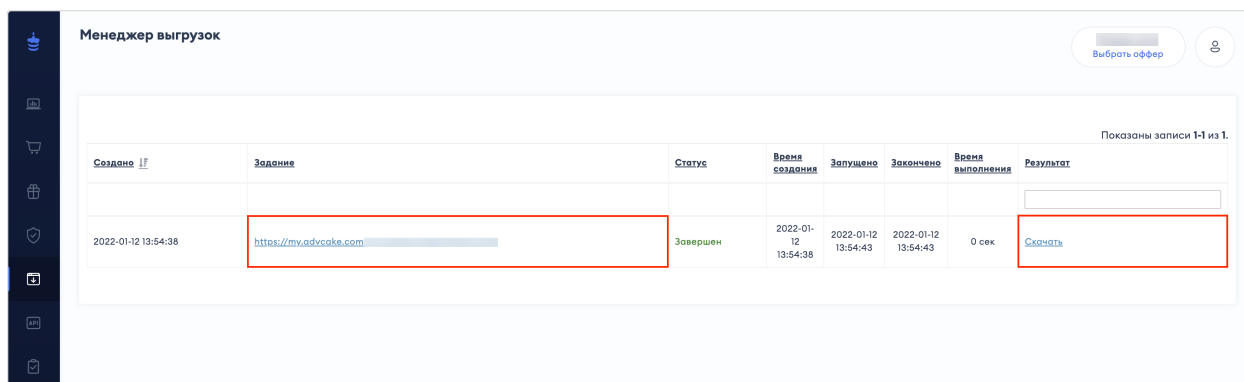 Менеджер выгрузок
Выбрать оффер
Показаны записи 1-1 из 1.
Создано
Задание
Статус
Время создания
Запущено
Закончено
Время выполнения
Результат
2022-01-12 13:54:38
https://my.advcake.com
Завершен
2022-01-
12
13:54:38
2022-01-12
13:54:43
2022-01-12
13:54:43
0 сек
Скачать
API